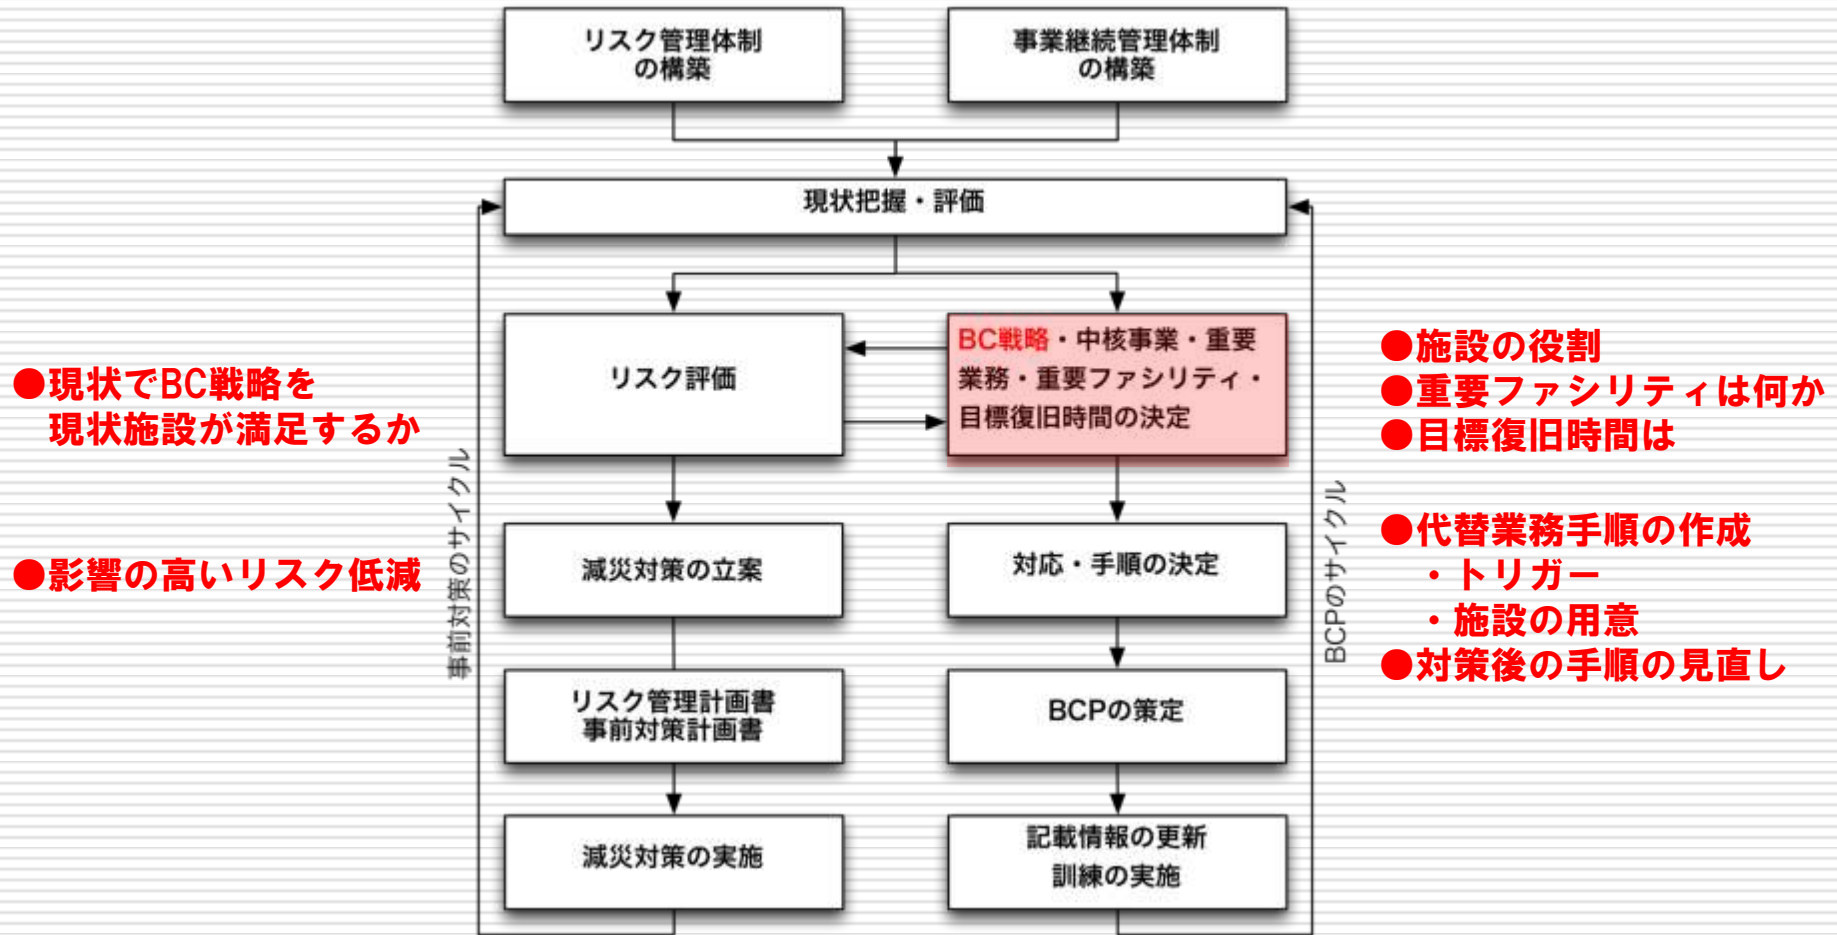 リスク管理体制
の構築
事業継続管理体制
の構築
現状把握・評価
リスク評価
BC戦略・中核事業・重要
業務・重要ファシリティ・
目標復旧時間の決定
●現状でBC戦略を
現状施設が満足するか
●施設の役割
●重要ファシリティは何か
●目標復旧時間は
事前対策のサイクル
BCPのサイクル
●影響の高いリスク低減
減災対策の立案
対応・手順の決定
●代替業務手順の作成
・トリガー
・施設の用意
●対策後の手順の見直し
リスク管理計画書
事前対策計画書
BCPの策定
減災対策の実施
記載情報の更新
訓練の実施